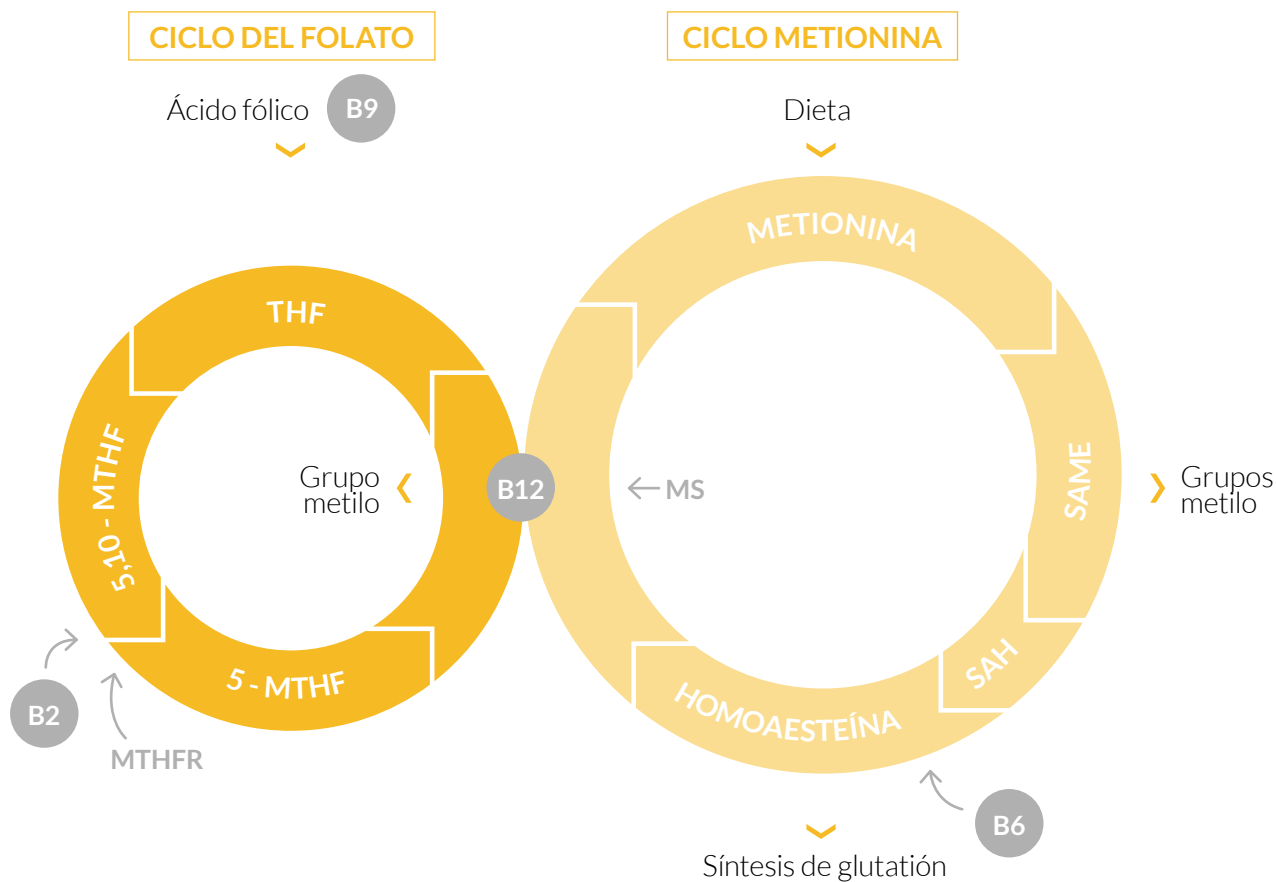 CICLO DEL FOLATO
Ácido fólico
B9
THF
5,10 - MTHF
5 - MTHF
Grupo
metilo
B2
MTHFR
B12
CICLO METIONINA
Dieta
METIONINA
MS
SAME
Grupos
metilo
SAH
HOMOAESTEÍNA
B6
Síntesis de glutatión